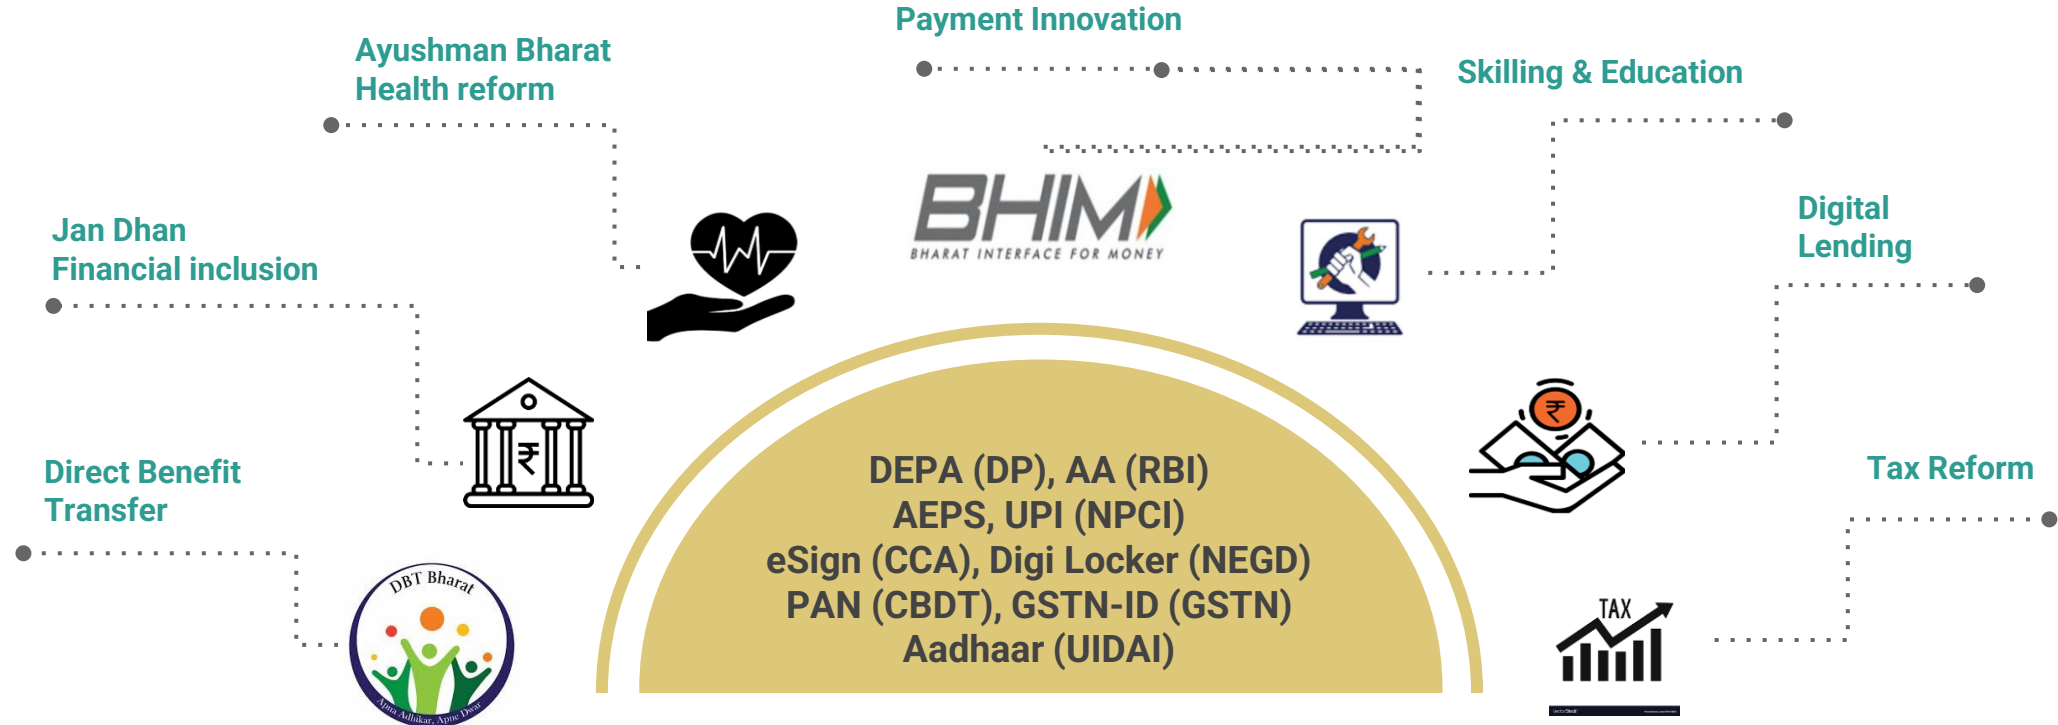 Payment Innovation
Ayushman Bharat
Health reform
Skilling & Education
BHIM
BHARAT INTERFACE FOR MONEY
Jan Dhan
Financial inclusion
Digital
Lending
₹
₹
Direct Benefit
Transfer
DEPA (DP), AA (RBI)
AEPS, UPI (NPCI)
eSign (CCA), Digi Locker (NEGD)
PAN (CBDT), GSTN-ID (GSTN)
Aadhaar (UIDAI)
Tax Reform
DBT Bharat
Apna Adhikar, Apne Dwar
TAX
VectorStock